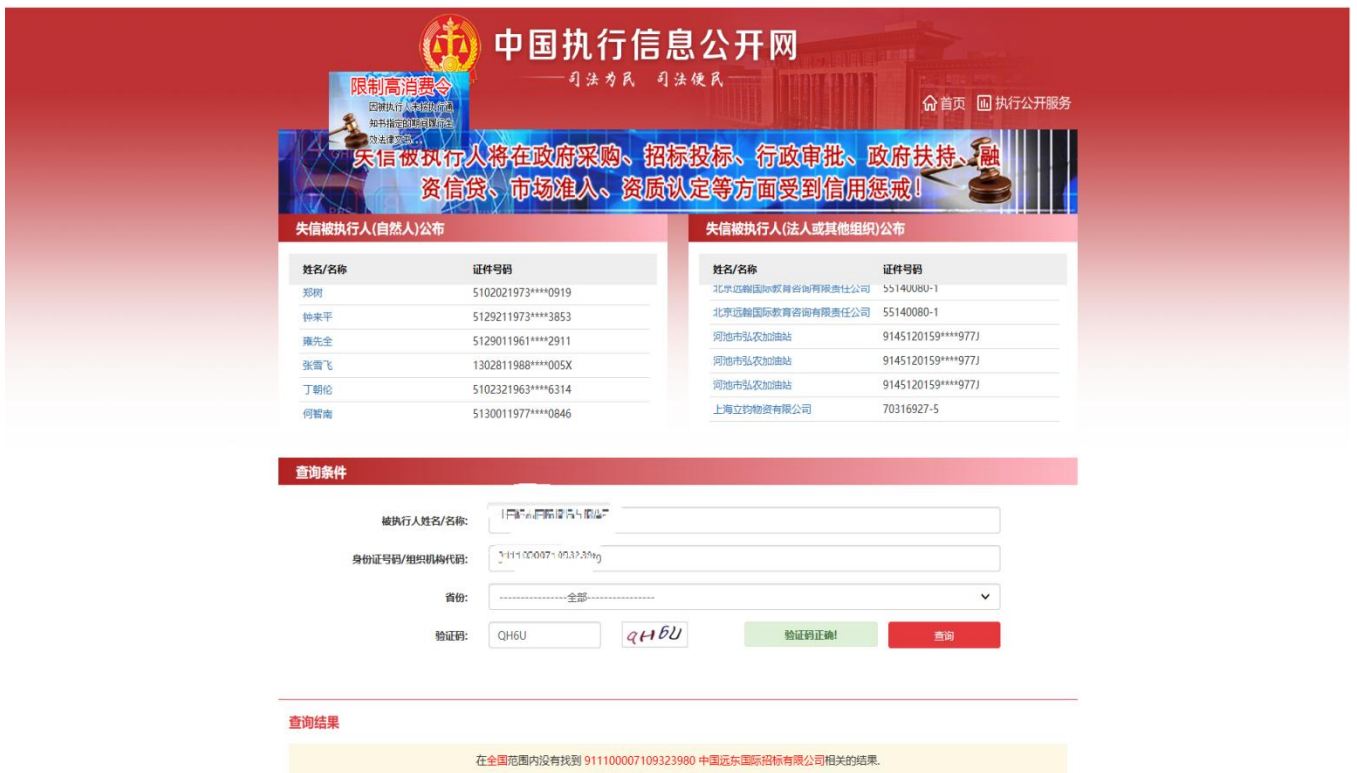 中国执行信息公开网
司法为民 司法便民
限制高消费令
知书指定的期间履行生
首页 执行公开服务
失信被执行人将在政府采购、招标投标、行政审批、政府扶持、融
资信贷、市场准入、资质认定等方面受到信用惩戒!
失信被执行人(自然人)公布
姓名/名称 证件号码
郑树 5102021973****0919
钟来平 5129211973****3853
雍先全 5129011961****2911
张雪飞 1302811988****005X
丁朝伦 5102321963****6314
何智南 5130011977****0846
失信被执行人(法人或其他组织)公布
姓名/名称 证件号码
北京远翰国际教育咨询有限责任公司 55140080-1
北京远翰国际教育咨询有限责任公司 55140080-1
河池市弘农加油站 9145120159****977J
河池市弘农加油站 9145120159****977J
河池市弘农加油站 9145120159****977J
上海立钧物资有限公司 70316927-5
查询条件
被执行人姓名/名称:
身份证号码/组织机构代码:
省份: ----------------全部----------------
验证码: QH6U QH6U 验证码正确! 查询
查询结果
在全国范围内没有找到 911100007109323980 中国远东国际招标有限公司相关的结果.